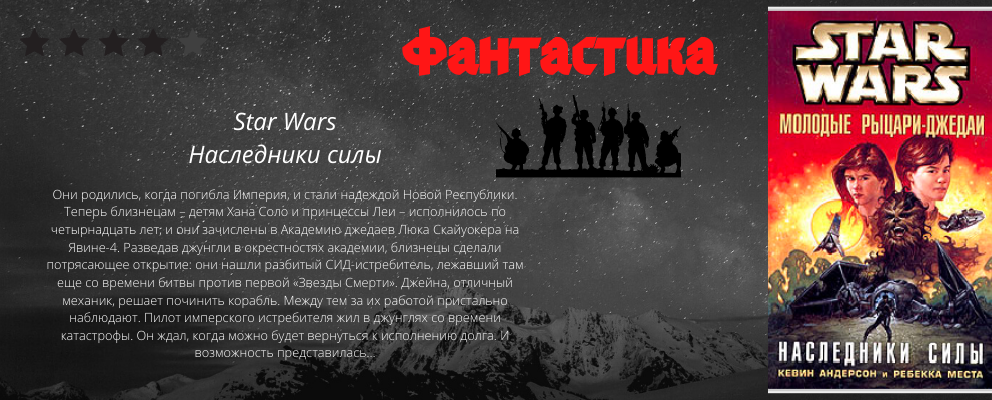 Фантастика
Star Wars
Наследники силы
Они родились, когда погибла Империя, и стали надеждой Новой Республики.
Теперь близнецам – детям Хана Соло и принцессы Леи – исполнилось по
четырнадцать лет; и они зачислены в Академию джедаев Люка Скайуокера на
Явине-4. Разведав джунгли в окрестностях академии, близнецы сделали
потрясающее открытие: они нашли разбитый СИД-истребитель, лежавший там
еще со времени битвы против первой «Звезды Смерти». Джейна, отличный
механик, решает починить корабль. Между тем за их работой пристально
наблюдают. Пилот имперского истребителя жил в джунглях со времени
катастрофы. Он ждал, когда можно будет вернуться к исполнению долга. И
возможность представилась...
STAR
WARS
МОЛОДЫЕ РЫЦАРИ-ДЖЕДАИ
НАСЛЕДНИКИ СИЛЫ
КЕВИН АНДЕРСОН и РЕБЕККА МЕСТА